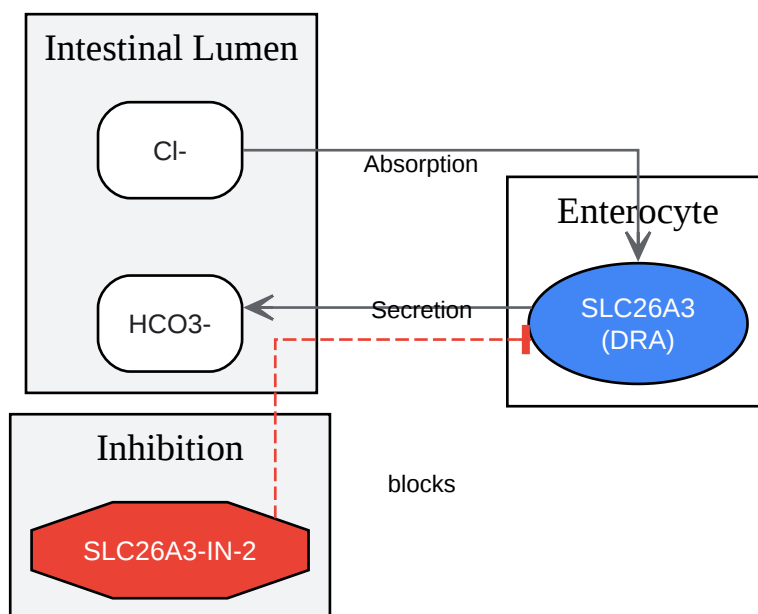 Intestinal Lumen
Cl-
Absorption
Enterocyte
HCO3-
Secretion
SLC26A3
(DRA)
Inhibition
blocks
SLC26A3-IN-2